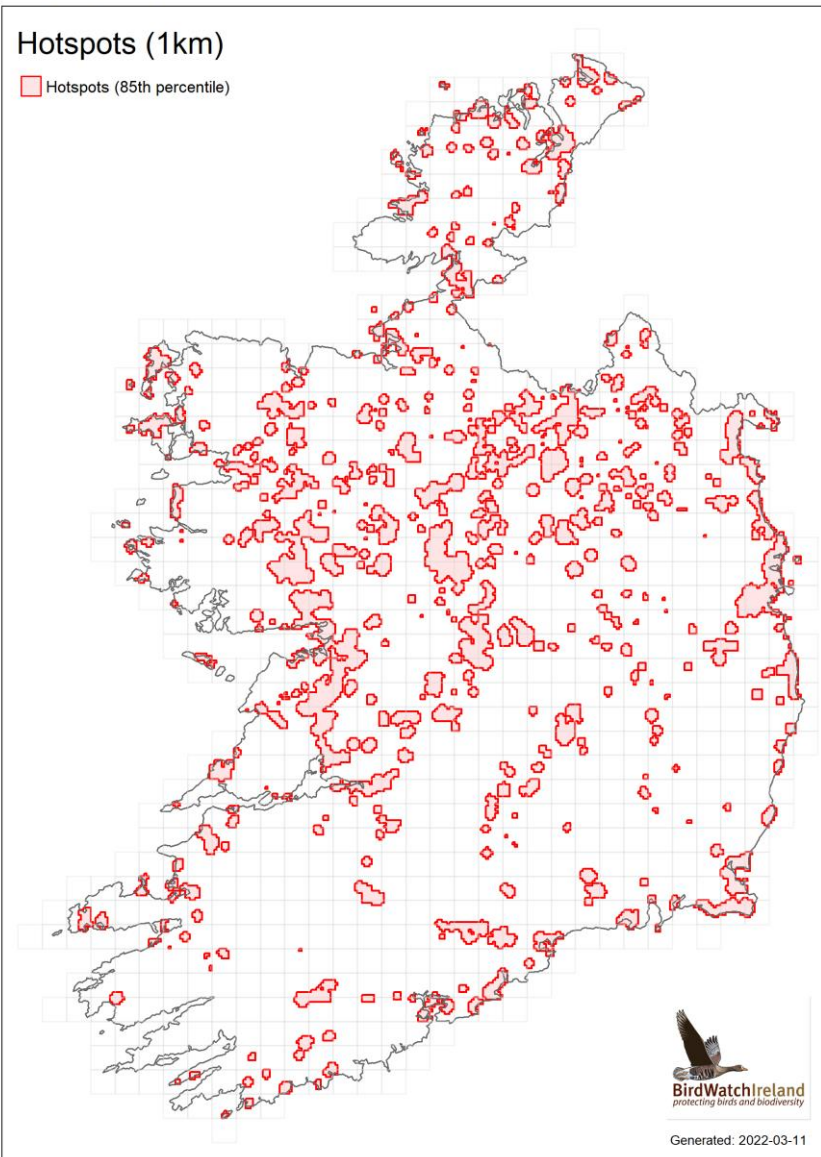 Hotspots (1km)
Hotspots (85th percentile)
BirdWatchIreland
protecting birds and biodiversity
Generated: 2022-03-11